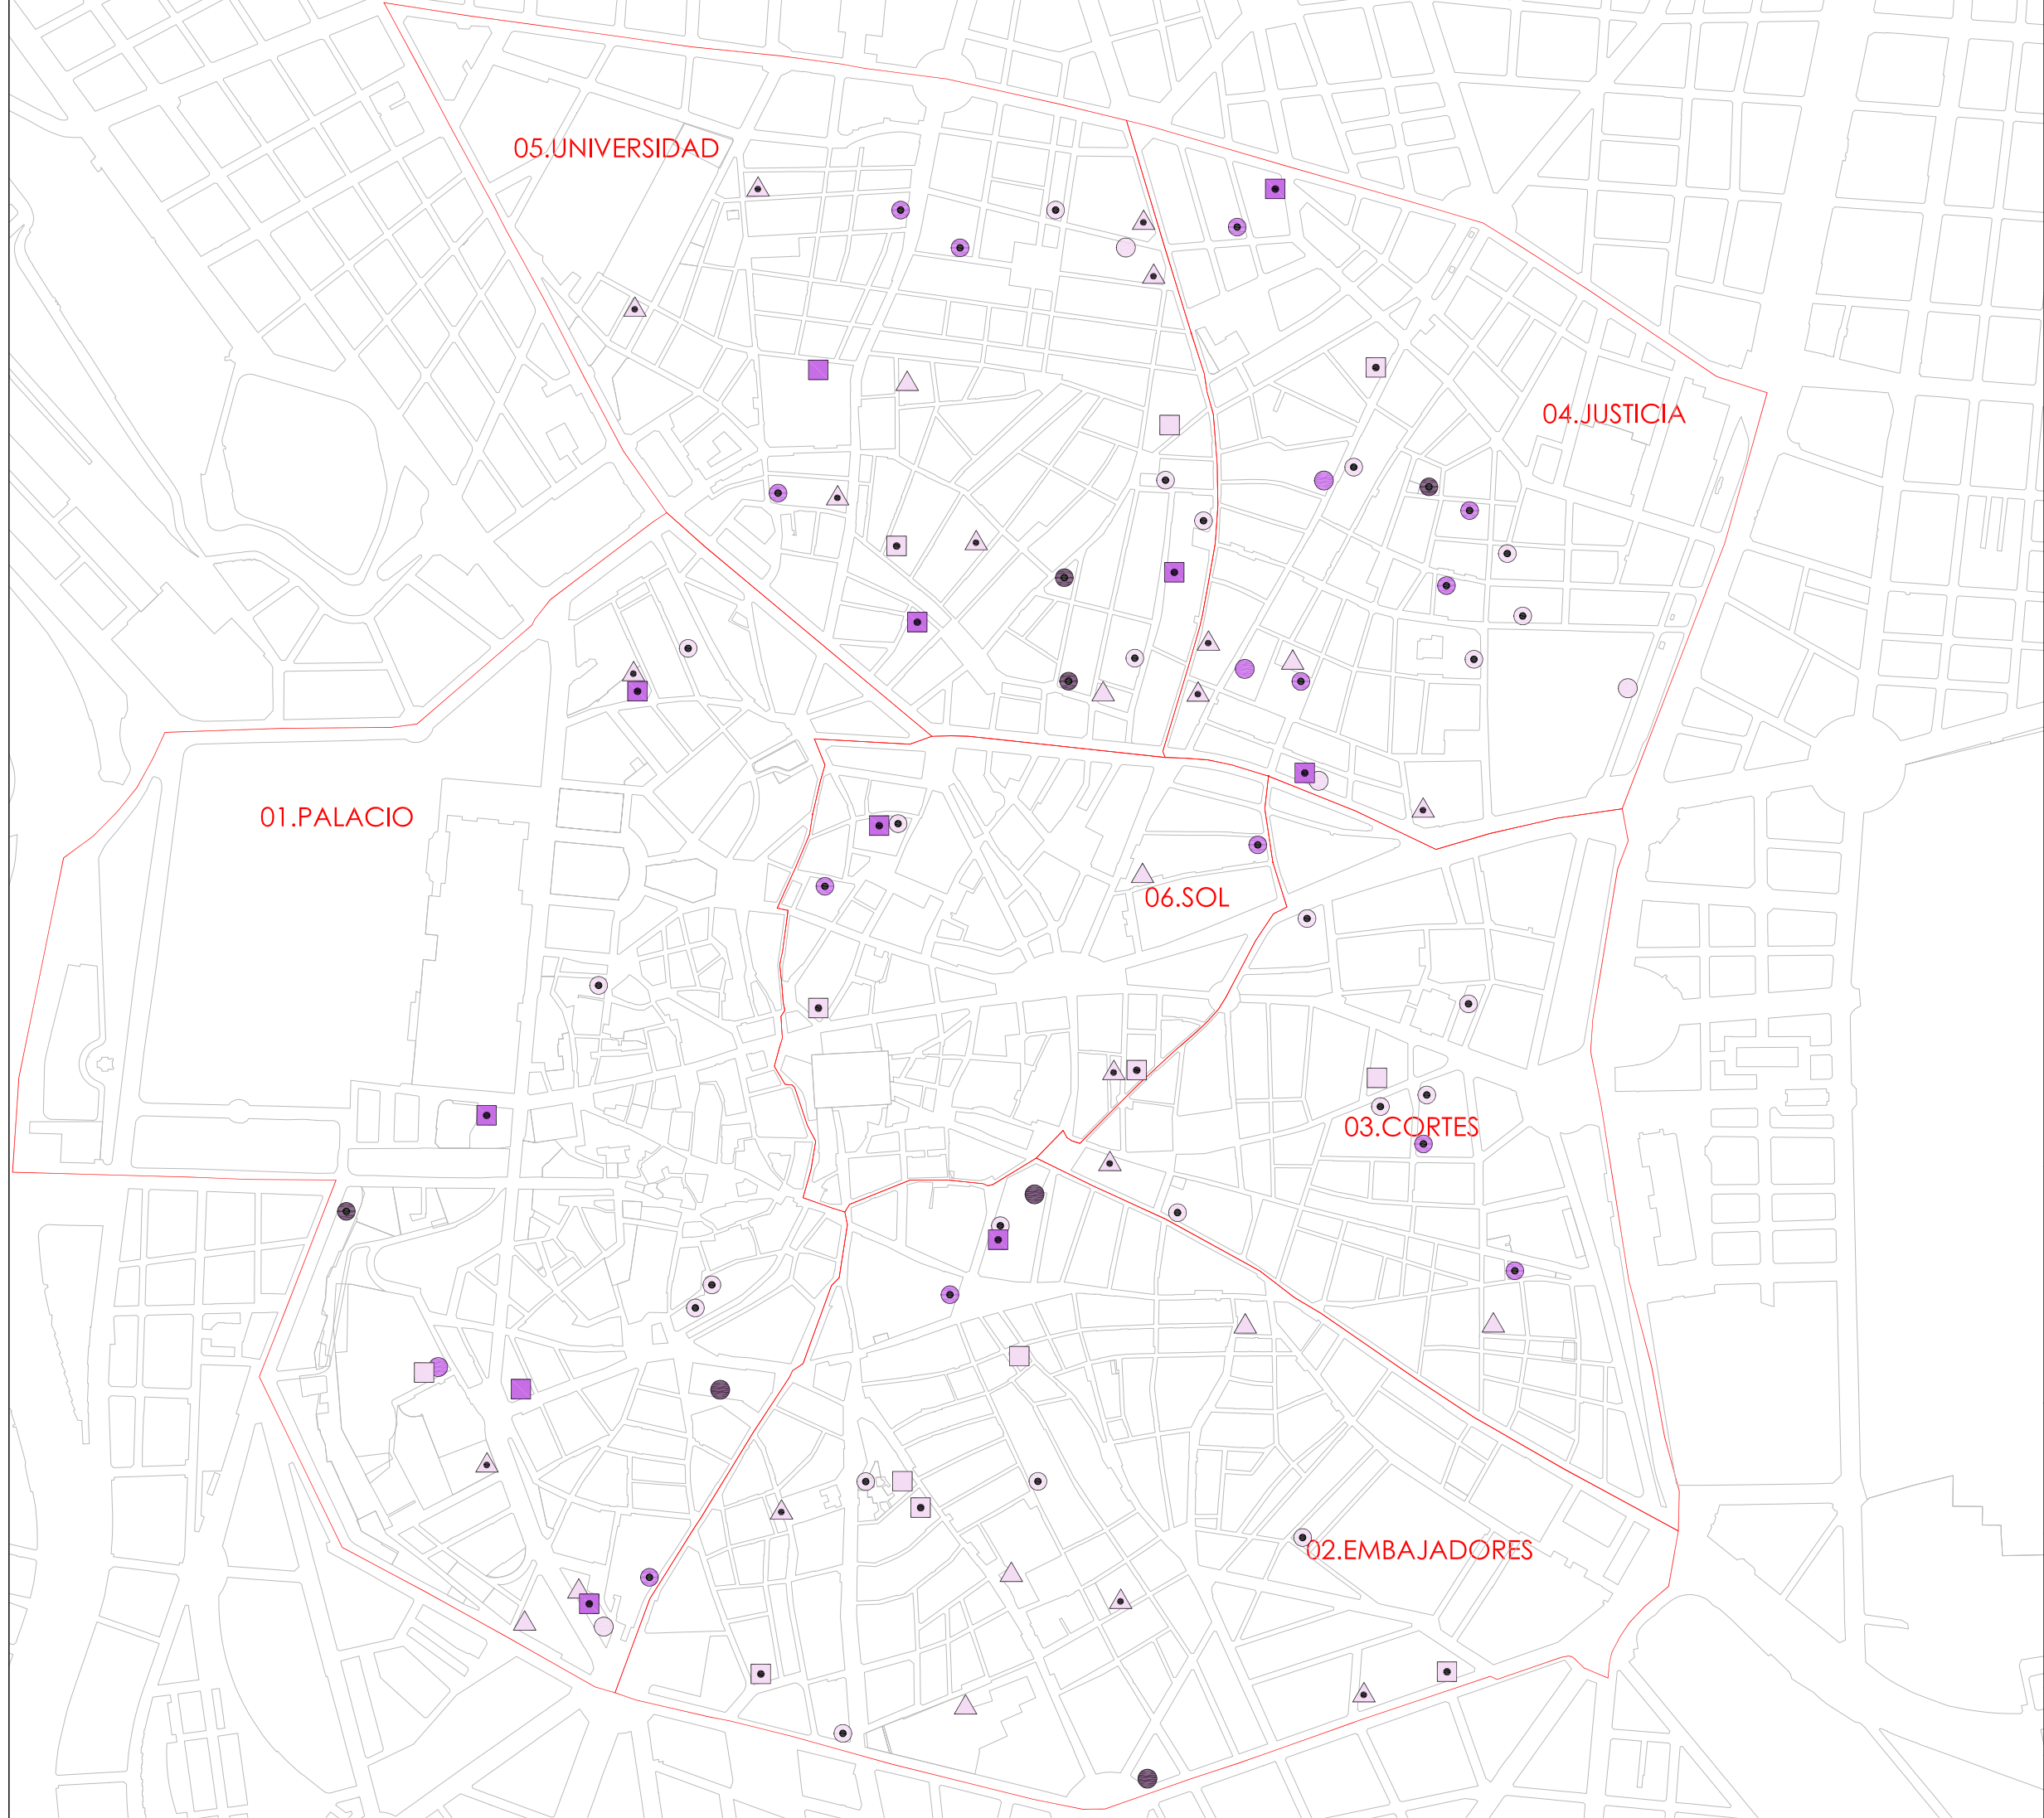 05.UNIVERSIDAD
04.JUSTICIA
01.PALACIO
06.SOL
03.CORTES
02.EMBAJADORES